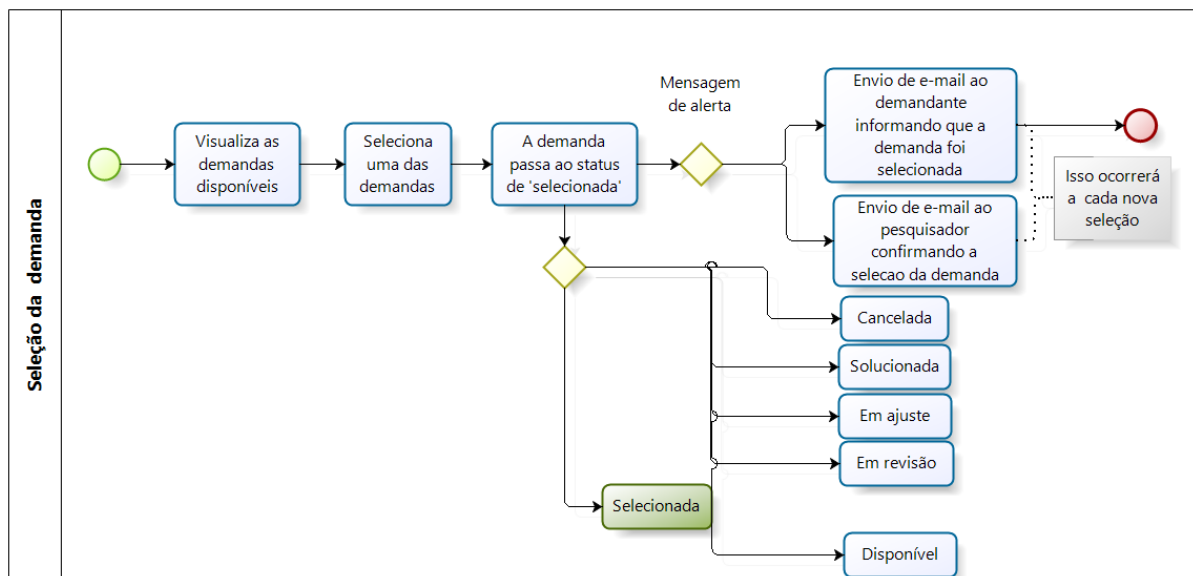 Seleção da  demanda
Visualiza as
demandas
disponíveis
Seleciona
uma das
demandas
A demanda
passa ao status
de 'selecionada'
Mensagem
de alerta
Envio de e-mail ao
demandante
informando que a
demanda foi
selecionada
Isso ocorrerá
a  cada nova
seleção
Envio de e-mail ao
pesquisador
confirmando a
selecao da demanda
Cancelada
Solucionada
Em ajuste
Em revisão
Selecionada
Disponível